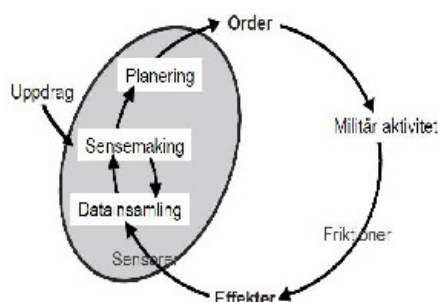 Order
Planering
Uppdrag
Militär aktivitet
Sensemaking
Datainsamling
Friktioner
Sensorer
Effekter